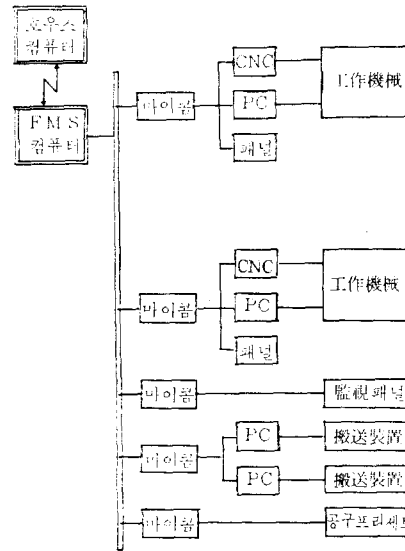 호우스
컴퓨터
FMS
컴퓨터
마이콤
CNC
PC
패널
工作機械
마이콤
CNC
PC
패널
工作機械
마이콤
監視패널
마이콤
PC
搬送裝置
PC
搬送裝置
마이콤
공구프리세트